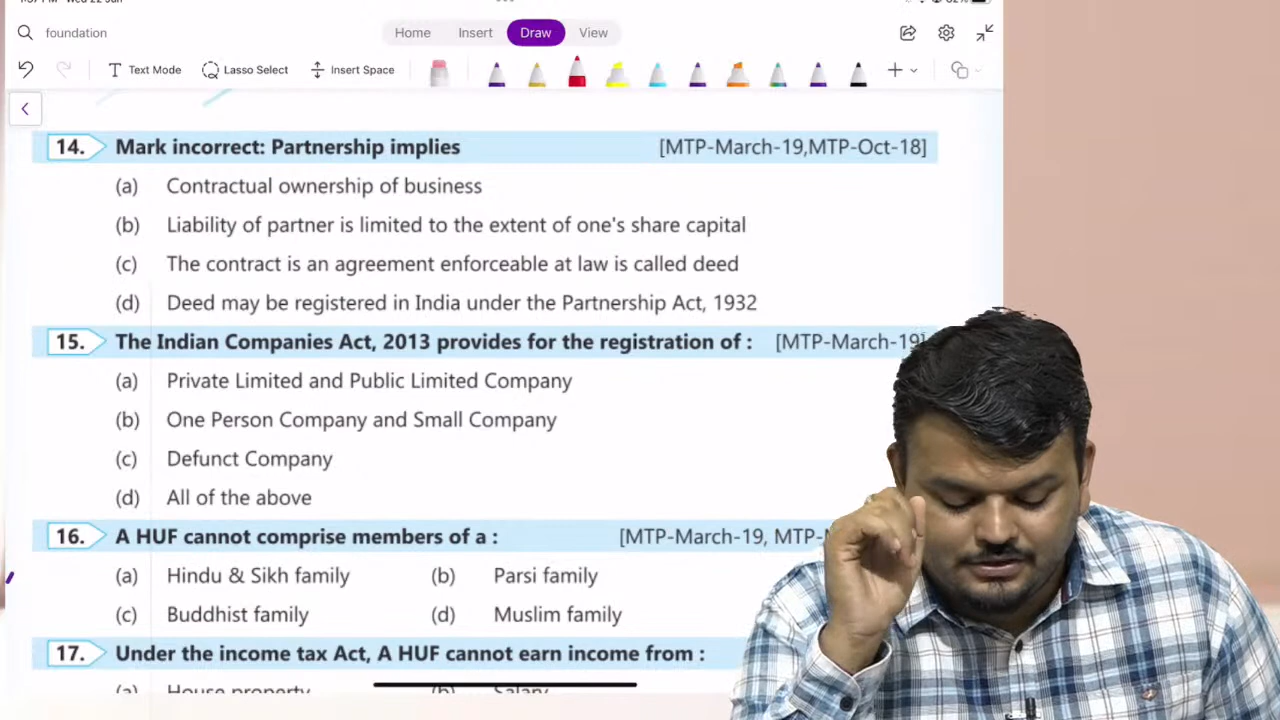 foundation
Home Insert Draw View
Text Mode Lasso Select Insert Space
14. Mark incorrect: Partnership implies [MTP-March-19,MTP-Oct-18]
(a) Contractual ownership of business
(b) Liability of partner is limited to the extent of one's share capital
(c) The contract is an agreement enforceable at law is called deed
(d) Deed may be registered in India under the Partnership Act, 1932
15. The Indian Companies Act, 2013 provides for the registration of : [MTP-March-19]
(a) Private Limited and Public Limited Company
(b) One Person Company and Small Company
(c) Defunct Company
(d) All of the above
16. A HUF cannot comprise members of a : [MTP-March-19, MTP-
(a) Hindu & Sikh family (b) Parsi family
(c) Buddhist family (d) Muslim family
17. Under the income tax Act, A HUF cannot earn income from :
(a) House property (b) Salary